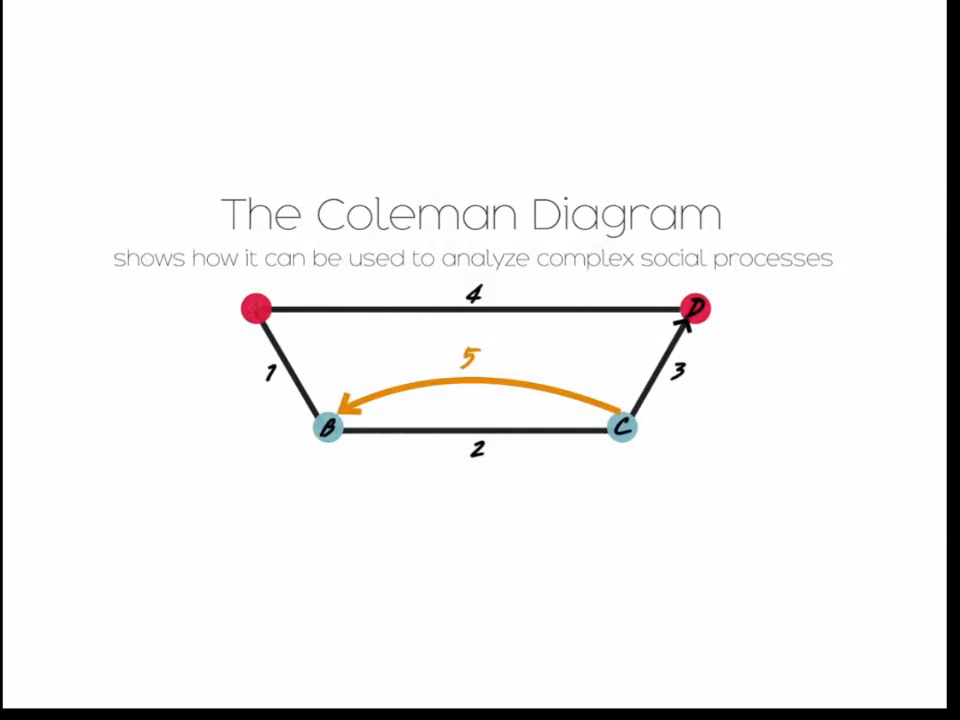 The Coleman Diagram
shows how it can be used to analyze complex social processes
4
D
5
1
3
B
C
2